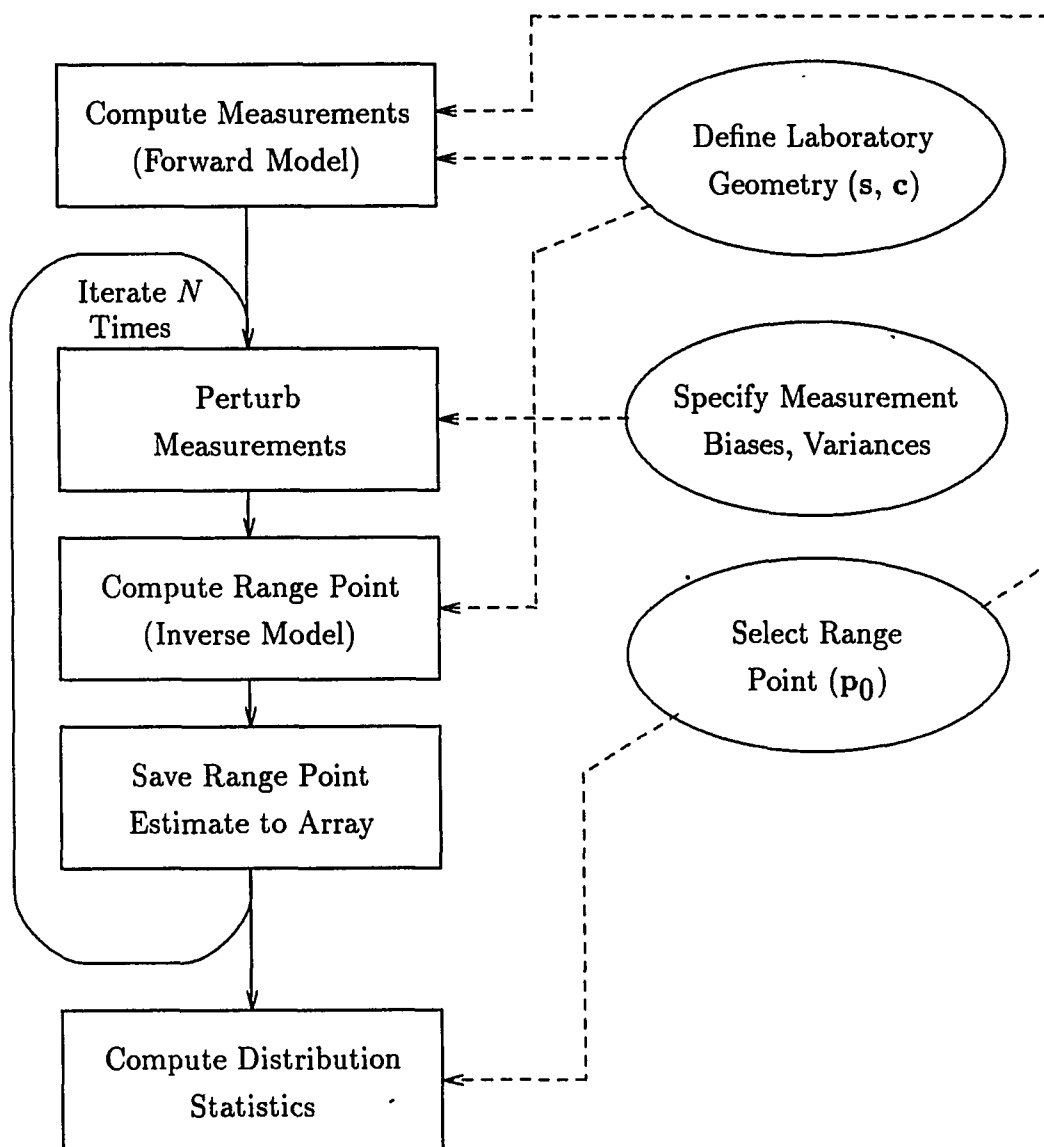 Compute Measurements
(Forward Model)
Define Laboratory
Geometry (s, c)
Iterate N
Times
Perturb
Measurements
Specify Measurement
Biases, Variances
Compute Range Point
(Inverse Model)
Select Range
Point (p0)
Save Range Point
Estimate to Array
Compute Distribution
Statistics